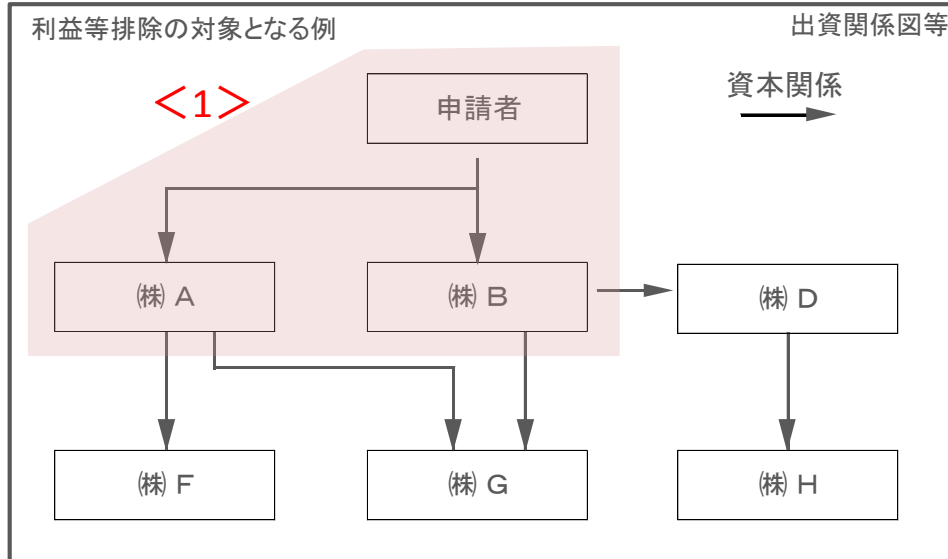 利益等排除の対象となる例
出資関係図等
<1>
申請者
資本関係
㈱ A
㈱ B
㈱ D
㈱ F
㈱ G
㈱ H